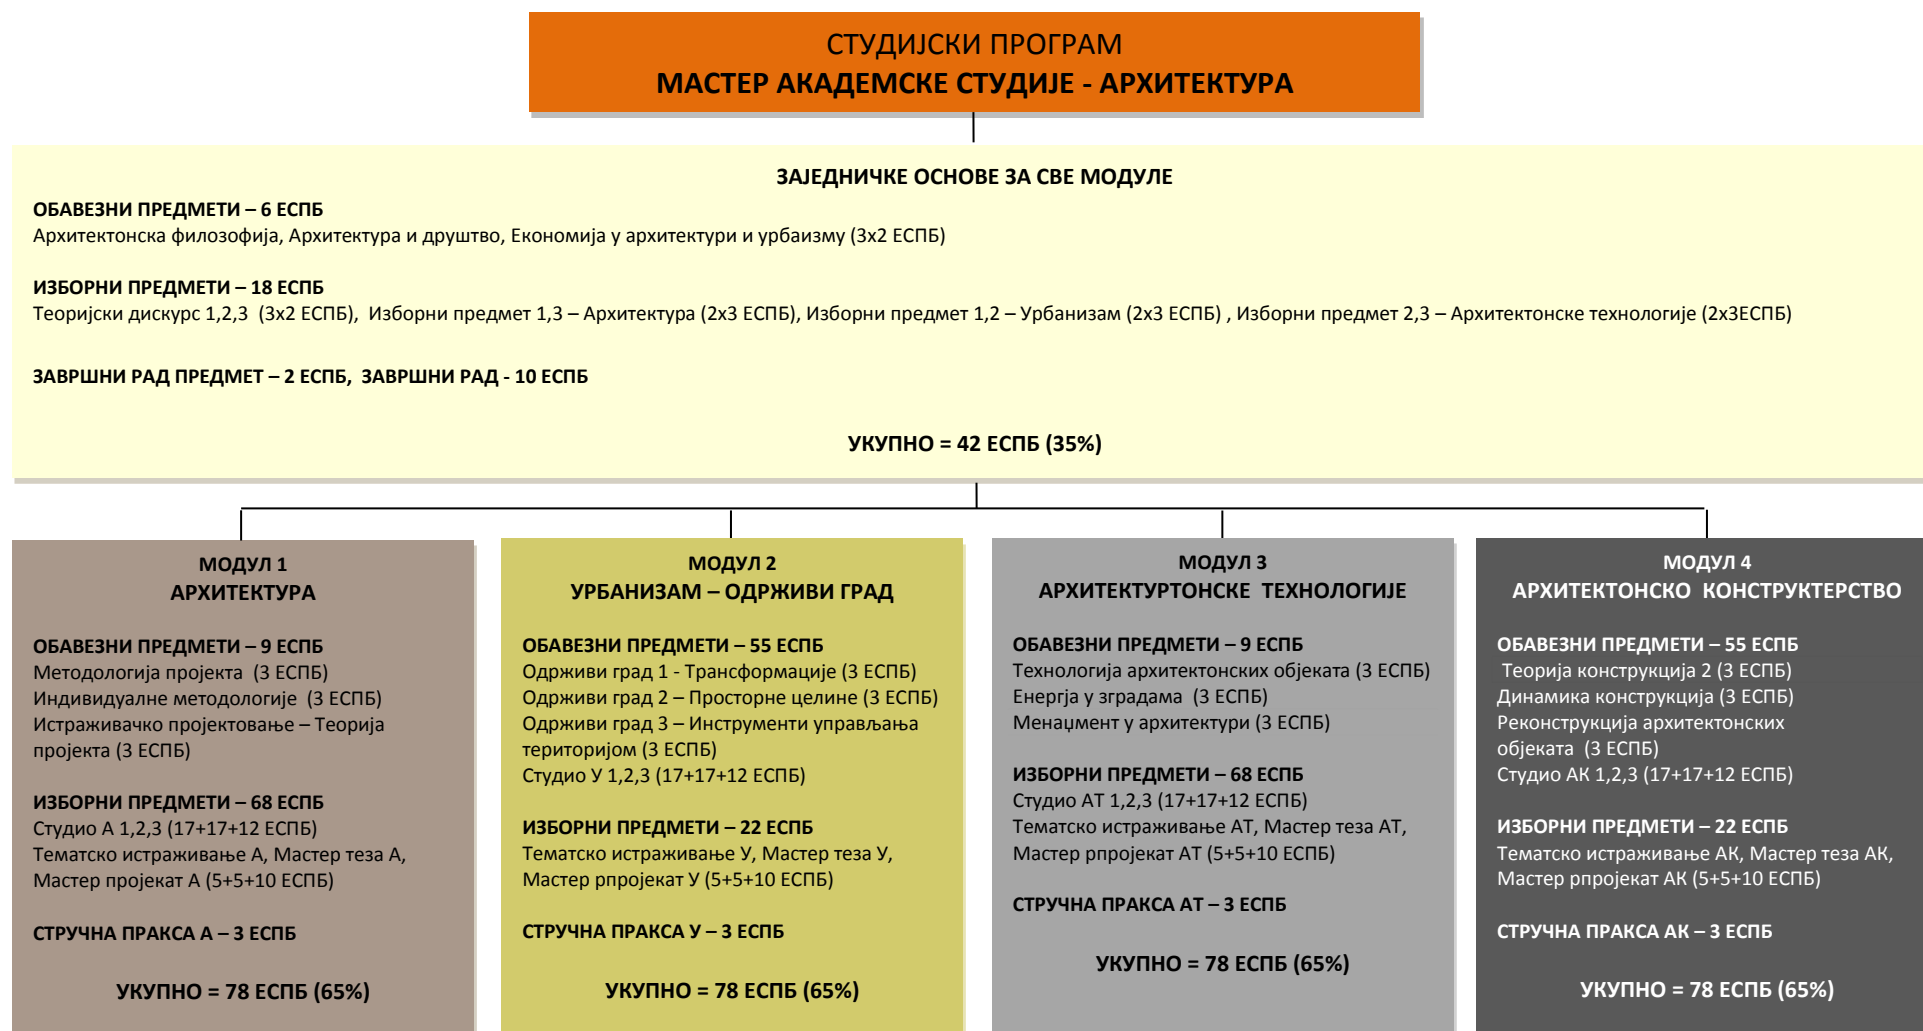 СТУДИЈСКИ ПРОГРАМ
МАСТЕР АКАДЕМСКЕ СТУДИЈЕ - АРХИТЕКТУРА
ЗАЈЕДНИЧКЕ ОСНОВЕ ЗА СВЕ МОДУЛЕ
ОБАВЕЗНИ ПРЕДМЕТИ – 6 ЕСПБ
Архитектонска филозофија, Архитектура и друштво, Економија у архитектури и урбаизму (3х2 ЕСПБ)
ИЗБОРНИ ПРЕДМЕТИ – 18 ЕСПБ
Теоријски дискурс 1,2,3 (3х2 ЕСПБ), Изборни предмет 1,3 – Архитектура (2х3 ЕСПБ), Изборни предмет 1,2 – Урбанизам (2х3 ЕСПБ) , Изборни предмет 2,3 – Архитектонске технологије (2х3ЕСПБ)
ЗАВРШНИ РАД ПРЕДМЕТ – 2 ЕСПБ, ЗАВРШНИ РАД - 10 ЕСПБ
УКУПНО = 42 ЕСПБ (35%)
МОДУЛ 1
АРХИТЕКТУРА
ОБАВЕЗНИ ПРЕДМЕТИ – 9 ЕСПБ
Методологија пројекта (3 ЕСПБ)
Индивидуалне методологије (3 ЕСПБ)
Истраживачко пројектовање – Теорија
пројекта (3 ЕСПБ)
ИЗБОРНИ ПРЕДМЕТИ – 68 ЕСПБ
Студио А 1,2,3 (17+17+12 ЕСПБ)
Тематско истраживање А, Мастер теза А,
Мастер пројекат А (5+5+10 ЕСПБ)
СТРУЧНА ПРАКСА А – 3 ЕСПБ
УКУПНО = 78 ЕСПБ (65%)
МОДУЛ 2
УРБАНИЗАМ – ОДРЖИВИ ГРАД
ОБАВЕЗНИ ПРЕДМЕТИ – 55 ЕСПБ
Одрживи град 1 - Трансформације (3 ЕСПБ)
Одрживи град 2 – Просторне целине (3 ЕСПБ)
Одрживи град 3 – Инструменти управљања
територијом (3 ЕСПБ)
Студио У 1,2,3 (17+17+12 ЕСПБ)
ИЗБОРНИ ПРЕДМЕТИ – 22 ЕСПБ
Тематско истраживање У, Мастер теза У,
Мастер рпројекат У (5+5+10 ЕСПБ)
СТРУЧНА ПРАКСА У – 3 ЕСПБ
УКУПНО = 78 ЕСПБ (65%)
МОДУЛ 3
АРХИТЕКТУРТОНСКЕ ТЕХНОЛОГИЈЕ
ОБАВЕЗНИ ПРЕДМЕТИ – 9 ЕСПБ
Технологија архитектонских објеката (3 ЕСПБ)
Енергја у зградама (3 ЕСПБ)
Менаџмент у архитектури (3 ЕСПБ)
ИЗБОРНИ ПРЕДМЕТИ – 68 ЕСПБ
Студио АТ 1,2,3 (17+17+12 ЕСПБ)
Тематско истраживање АТ, Мастер теза АТ,
Мастер рпројекат АТ (5+5+10 ЕСПБ)
СТРУЧНА ПРАКСА АТ – 3 ЕСПБ
УКУПНО = 78 ЕСПБ (65%)
МОДУЛ 4
АРХИТЕКТОНСКО КОНСТРУКТЕРСТВО
ОБАВЕЗНИ ПРЕДМЕТИ – 55 ЕСПБ
Теорија конструкција 2 (3 ЕСПБ)
Динамика конструкција (3 ЕСПБ)
Реконструкција архитектонских
објеката (3 ЕСПБ)
Студио АК 1,2,3 (17+17+12 ЕСПБ)
ИЗБОРНИ ПРЕДМЕТИ – 22 ЕСПБ
Тематско истраживање АК, Мастер теза АК,
Мастер рпројекат АК (5+5+10 ЕСПБ)
СТРУЧНА ПРАКСА АК – 3 ЕСПБ
УКУПНО = 78 ЕСПБ (65%)